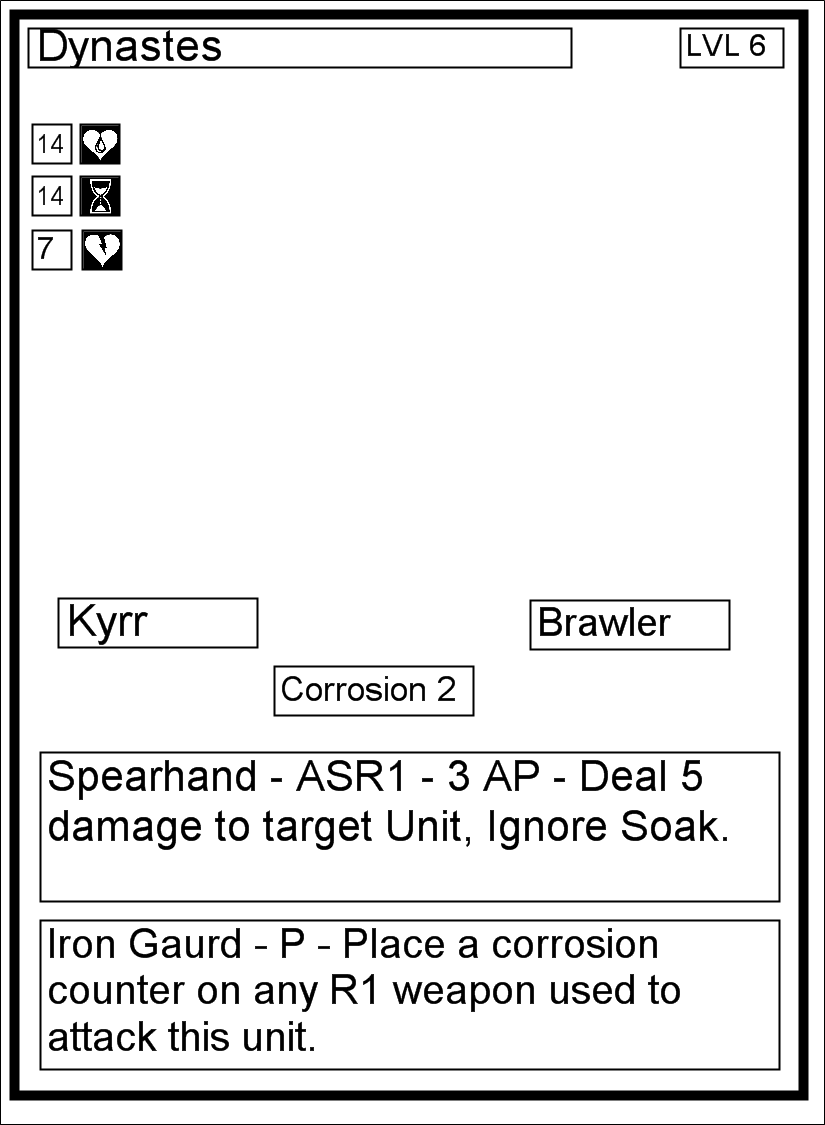 Dynastes
LVL 6
14
14
7
Kyrr
Brawler
Corrosion 2
Spearhand - ASR1 - 3 AP - Deal 5
damage to target Unit, Ignore Soak.
Iron Gaurd - P - Place a corrosion
counter on any R1 weapon used to
attack this unit.